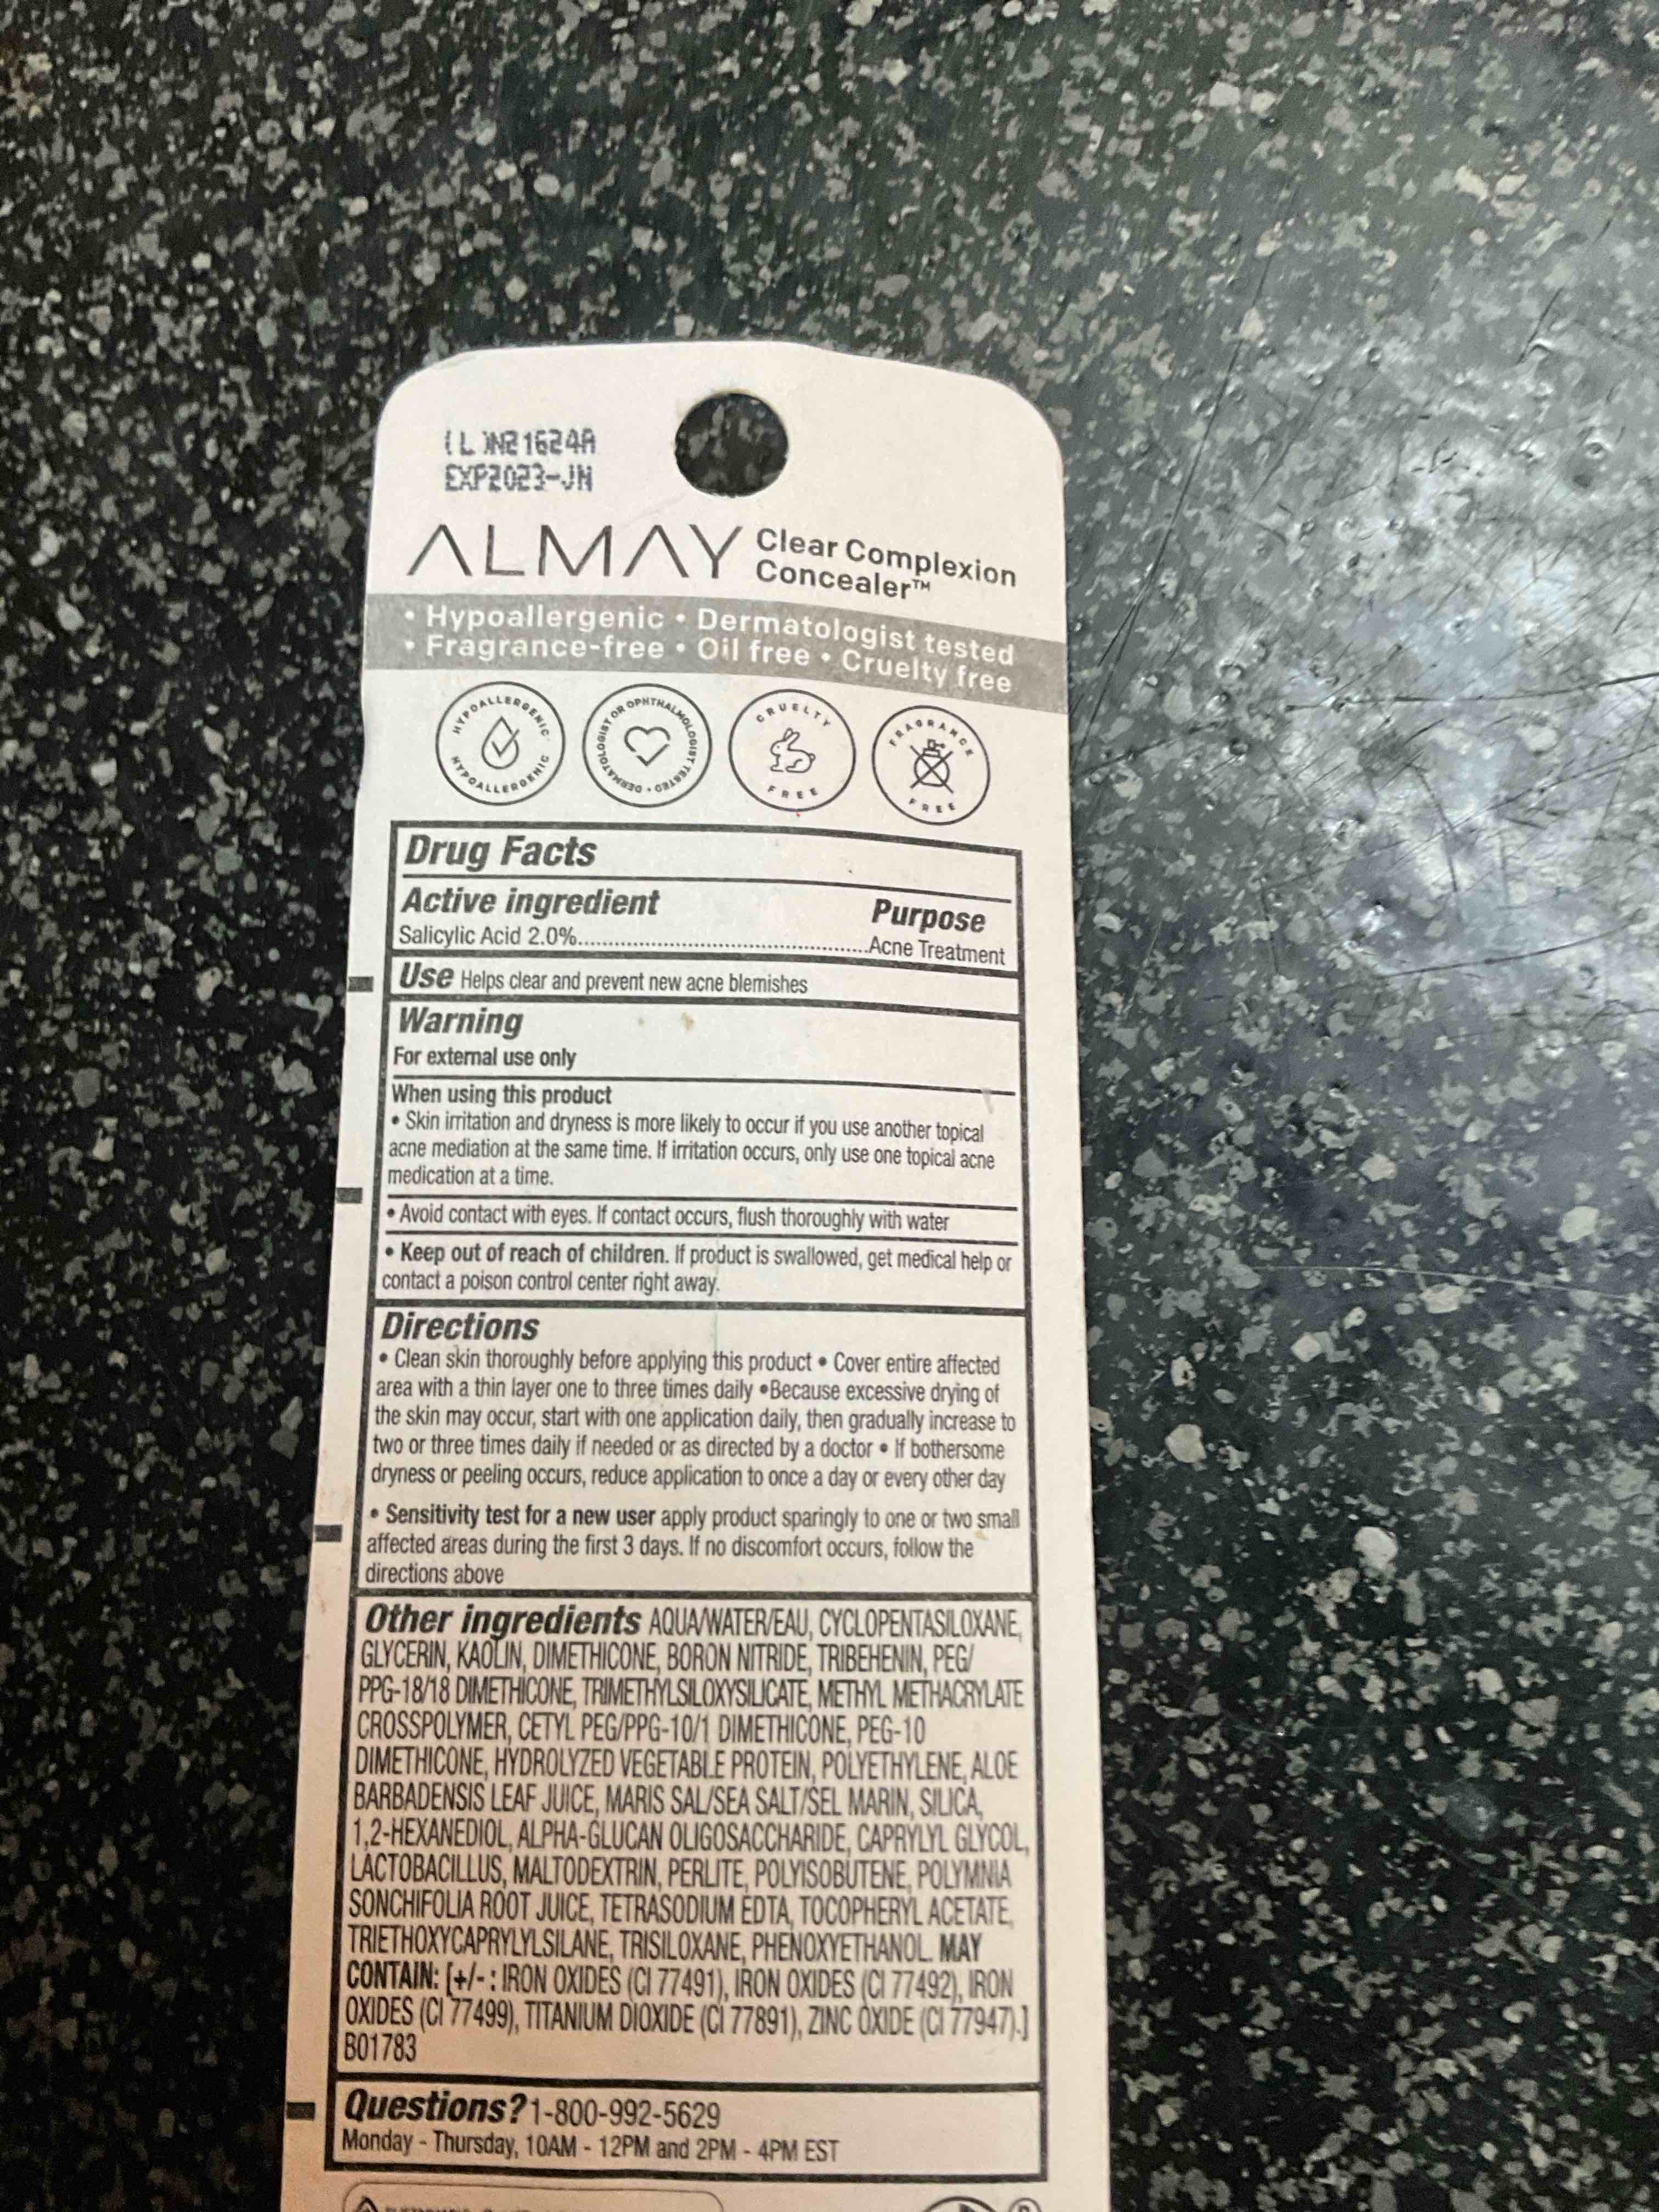 (L)N21624A
EXP2023-JN
ALMAY Clear Complexion
Concealer™
• Hypoallergenic • Dermatologist tested
• Fragrance-free • Oil free • Cruelty free
HYPOALLERGENIC · HYPOALLERGENIC
DERMATOLOGIST OR OPHTHALMOLOGIST TESTED •
CRUELTY FREE
FRAGRANCE FREE
Drug Facts
Active ingredient Purpose
Salicylic Acid 2.0%..................................................Acne Treatment
Use Helps clear and prevent new acne blemishes
Warning
For external use only
When using this product
• Skin irritation and dryness is more likely to occur if you use another topical
acne mediation at the same time. If irritation occurs, only use one topical acne
medication at a time.
• Avoid contact with eyes. If contact occurs, flush thoroughly with water
• Keep out of reach of children. If product is swallowed, get medical help or
contact a poison control center right away.
Directions
• Clean skin thoroughly before applying this product • Cover entire affected
area with a thin layer one to three times daily •Because excessive drying of
the skin may occur, start with one application daily, then gradually increase to
two or three times daily if needed or as directed by a doctor • If bothersome
dryness or peeling occurs, reduce application to once a day or every other day
• Sensitivity test for a new user apply product sparingly to one or two small
affected areas during the first 3 days. If no discomfort occurs, follow the
directions above
Other ingredients AQUA/WATER/EAU, CYCLOPENTASILOXANE,
GLYCERIN, KAOLIN, DIMETHICONE, BORON NITRIDE, TRIBEHENIN, PEG/
PPG-18/18 DIMETHICONE, TRIMETHYLSILOXYSILICATE, METHYL METHACRYLATE
CROSSPOLYMER, CETYL PEG/PPG-10/1 DIMETHICONE, PEG-10
DIMETHICONE, HYDROLYZED VEGETABLE PROTEIN, POLYETHYLENE, ALOE
BARBADENSIS LEAF JUICE, MARIS SAL/SEA SALT/SEL MARIN, SILICA,
1,2-HEXANEDIOL, ALPHA-GLUCAN OLIGOSACCHARIDE, CAPRYLYL GLYCOL,
LACTOBACILLUS, MALTODEXTRIN, PERLITE, POLYISOBUTENE, POLYMNIA
SONCHIFOLIA ROOT JUICE, TETRASODIUM EDTA, TOCOPHERYL ACETATE,
TRIETHOXYCAPRYLYLSILANE, TRISILOXANE, PHENOXYETHANOL. MAY
CONTAIN: [+/- : IRON OXIDES (CI 77491), IRON OXIDES (CI 77492), IRON
OXIDES (CI 77499), TITANIUM DIOXIDE (CI 77891), ZINC OXIDE (CI 77947).]
B01783
Questions? 1-800-992-5629
Monday - Thursday, 10AM - 12PM and 2PM - 4PM EST